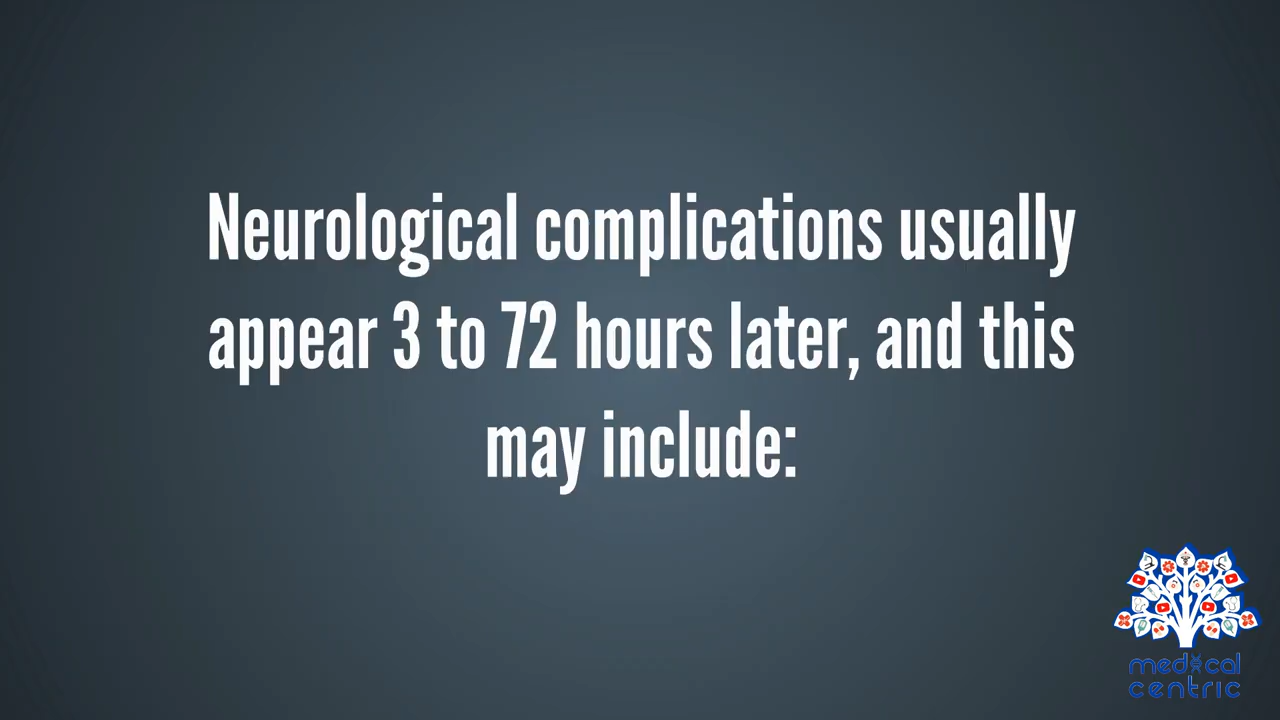 Neurological complications usually
appear 3 to 72 hours later, and this
may include:
medical
centric